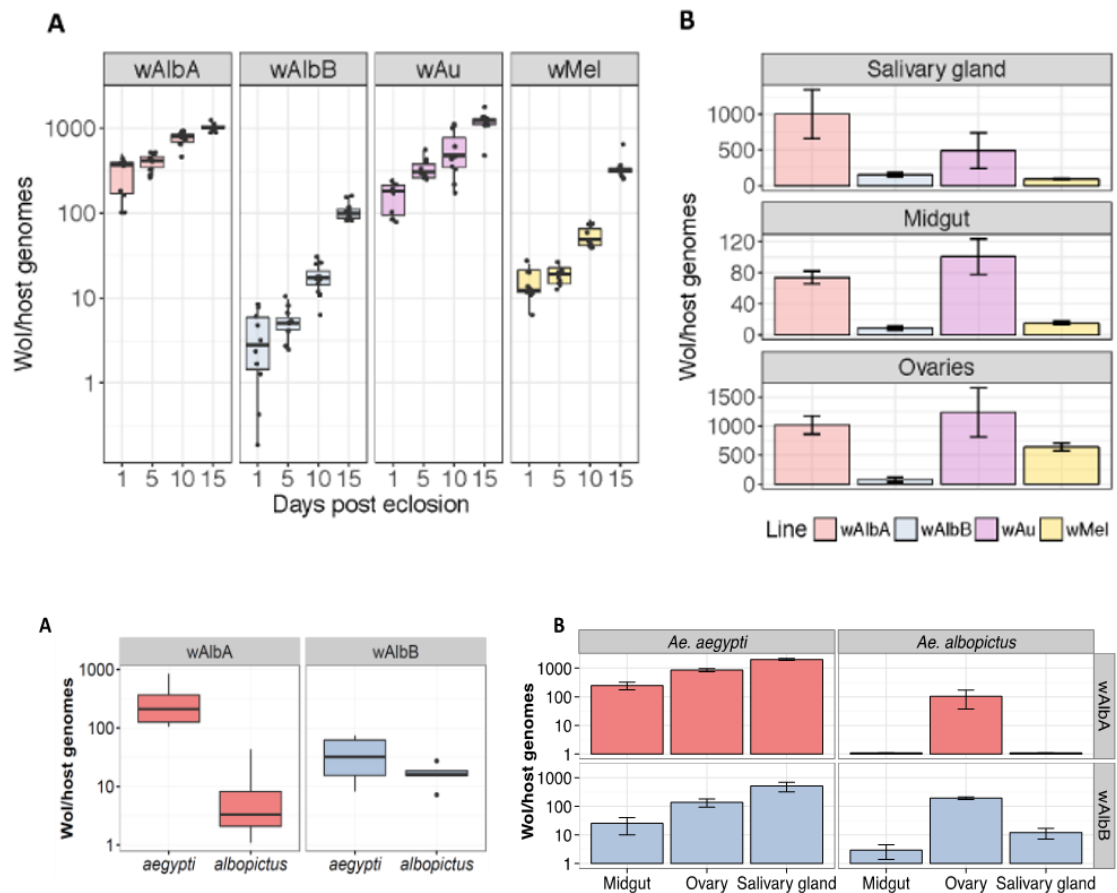 A
wAlbA wAlbB wAu wMel
1000
100
10
1
Wol/host genomes
1 5 10 15 1 5 10 15 1 5 10 15 1 5 10 15
Days post eclosion
B
Salivary gland
1000
500
0
Midgut
120
80
40
0
Wol/host genomes
Ovaries
1500
1000
500
0
Line wAlbA wAlbB wAu wMel
A
wAlbA wAlbB
1000
100
10
1
Wol/host genomes
aegypti albopictus aegypti albopictus
B
Ae. aegypti Ae. albopictus
1000
100
10
1
wAlbA
Wol/host genomes
1000
100
10
1
wAlbB
Midgut Ovary Salivary gland Midgut Ovary Salivary gland